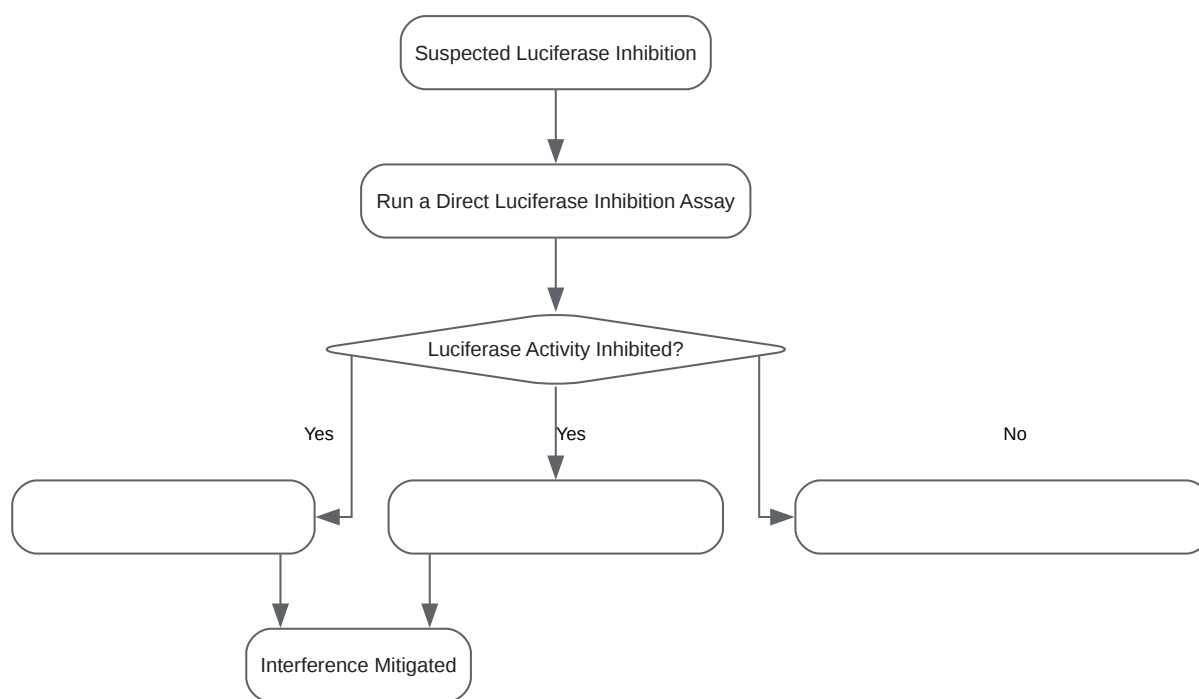 Suspected Luciferase Inhibition
Run a Direct Luciferase Inhibition Assay
Luciferase Activity Inhibited?
Yes
Yes
No
Interference Mitigated